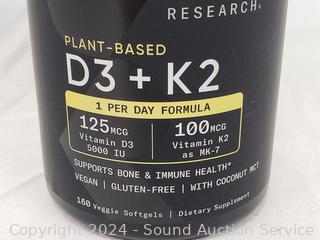 RESEARCH®
PLANT-BASED
D3 + K2
1 PER DAY FORMULA
125MCG
Vitamin D3
5000 IU
100MCG
Vitamin K2
as MK-7
SUPPORTS BONE & IMMUNE HEALTH*
VEGAN | GLUTEN-FREE | WITH COCONUT MCT
160 Veggie Softgels | Dietary Supplement
Copyright 2024 - Sound Auction Service